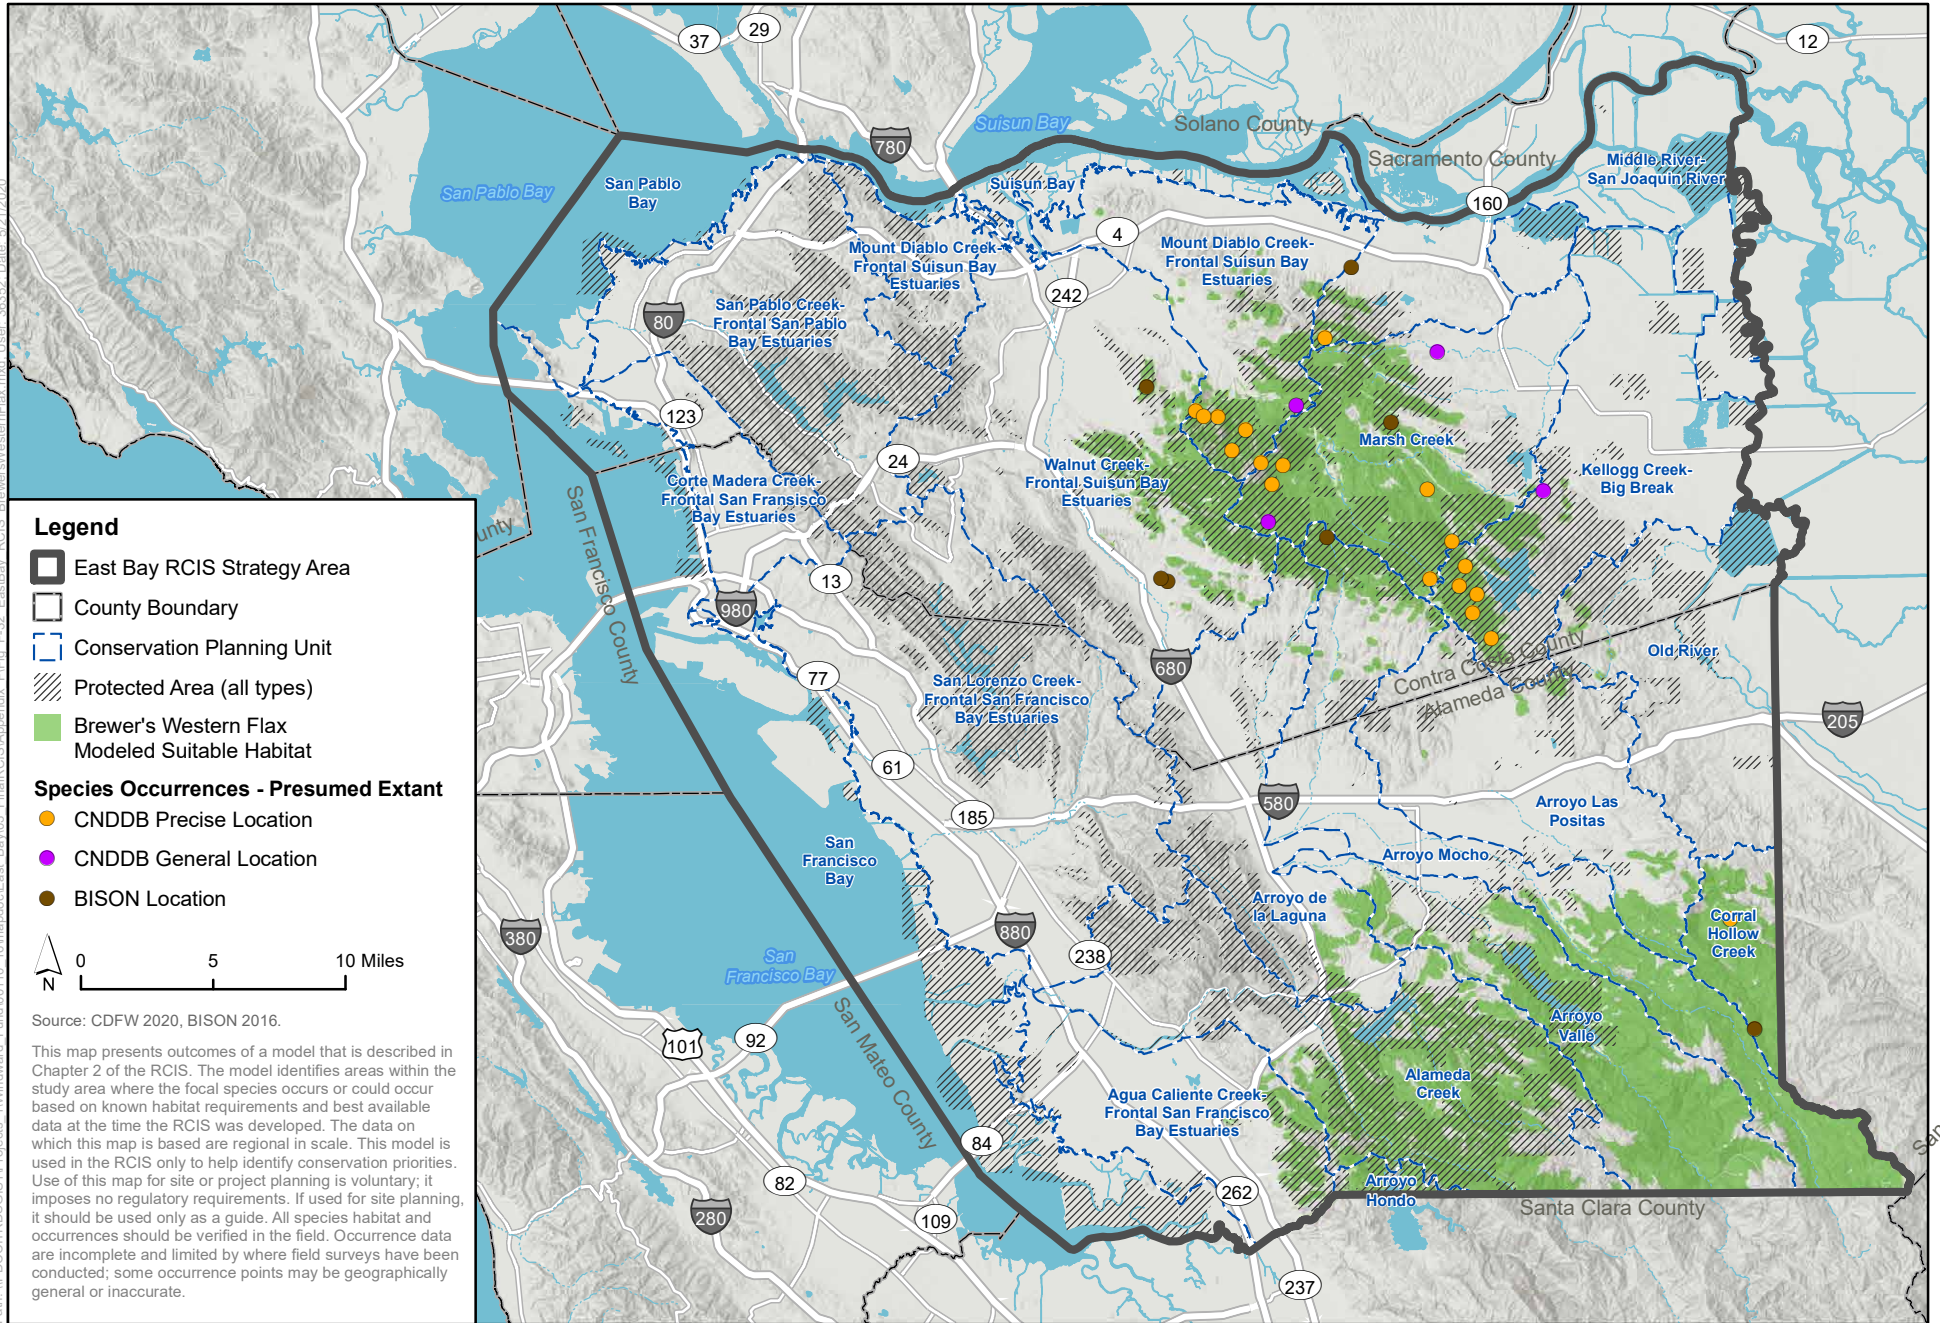 37
29
12
780
Suisun Bay
Solano County
Sacramento County
Middle River-
San Joaquin River
San Pablo Bay
San Pablo
Bay
Suisun Bay
160
4
Mount Diablo Creek-
Frontal Suisun Bay
Estuaries
Mount Diablo Creek-
Frontal Suisun Bay
Estuaries
242
80
San Pablo Creek-
Frontal San Pablo
Bay Estuaries
123
24
Marsh Creek
Walnut Creek-
Frontal Suisun Bay
Estuaries
Kellogg Creek-
Big Break
Corte Madera Creek-
Frontal San Fransisco
Bay Estuaries
San Francisco County
unty
13
980
680
77
Contra Costa County
Alameda County
Old River
San Lorenzo Creek-
Frontal San Francisco
Bay Estuaries
205
61
580
185
Arroyo Las
Positas
San
Francisco
Bay
Arroyo Mocho
Arroyo de
la Laguna
Corral
Hollow
Creek
380
880
238
San
Francisco Bay
San Mateo County
101
92
Arroyo
Valle
Alameda
Creek
Agua Caliente Creek-
Frontal San Francisco
Bay Estuaries
84
82
262
Arroyo
Hondo
Santa Clara County
San
280
109
237
Legend
East Bay RCIS Strategy Area
County Boundary
Conservation Planning Unit
Protected Area (all types)
Brewer's Western Flax
Modeled Suitable Habitat
Species Occurrences - Presumed Extant
CNDDB Precise Location
CNDDB General Location
BISON Location
N
0 5 10 Miles
Source: CDFW 2020, BISON 2016.
This map presents outcomes of a model that is described in
Chapter 2 of the RCIS. The model identifies areas within the
study area where the focal species occurs or could occur
based on known habitat requirements and best available
data at the time the RCIS was developed. The data on
which this map is based are regional in scale. This model is
used in the RCIS only to help identify conservation priorities.
Use of this map for site or project planning is voluntary; it
imposes no regulatory requirements. If used for site planning,
it should be used only as a guide. All species habitat and
occurrences should be verified in the field. Occurrence data
are incomplete and limited by where field surveys have been
conducted; some occurrence points may be geographically
general or inaccurate.